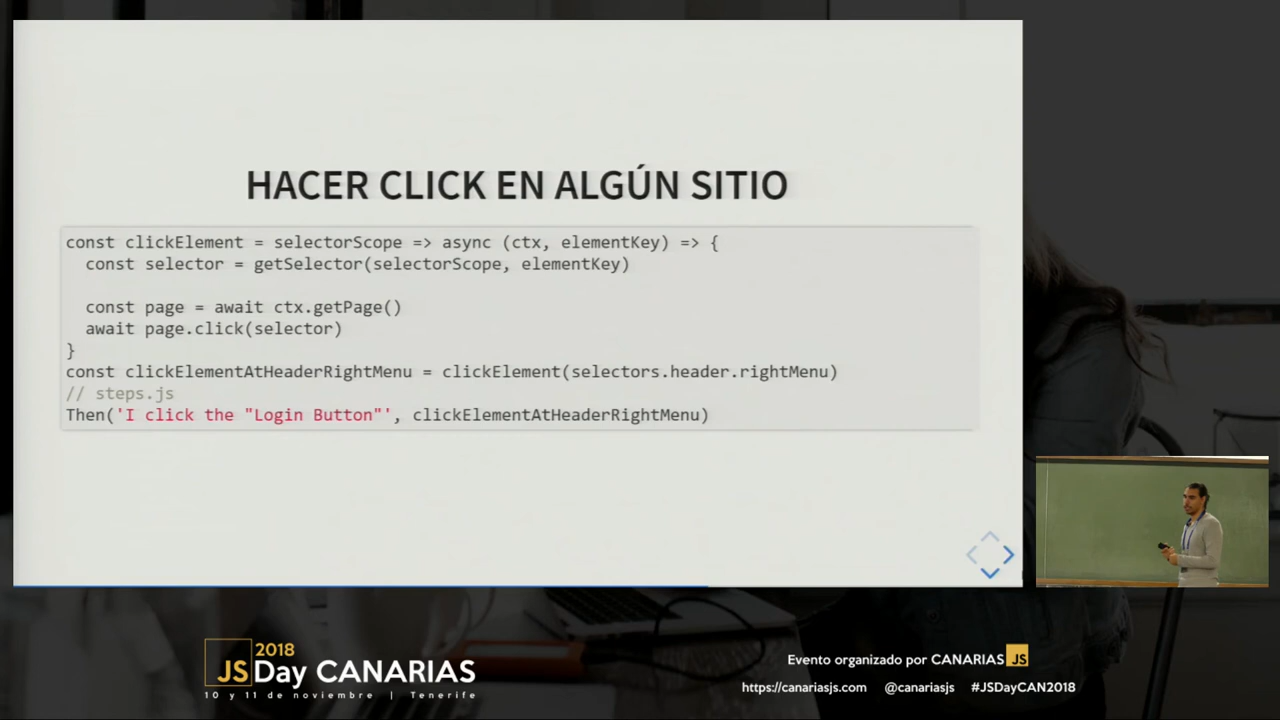 HACER CLICK EN ALGÚN SITIO
const clickElement = selectorScope => async (ctx, elementKey) => {
  const selector = getSelector(selectorScope, elementKey)
  const page = await ctx.getPage()
  await page.click(selector)
}
const clickElementAtHeaderRightMenu = clickElement(selectors.header.rightMenu)
// steps.js
Then('I click the "Login Button"', clickElementAtHeaderRightMenu)
2018
JS Day CANARIAS
10 y 11 de noviembre | Tenerife
Evento organizado por CANARIAS JS
https://canariasjs.com @canariasjs #JSDayCAN2018